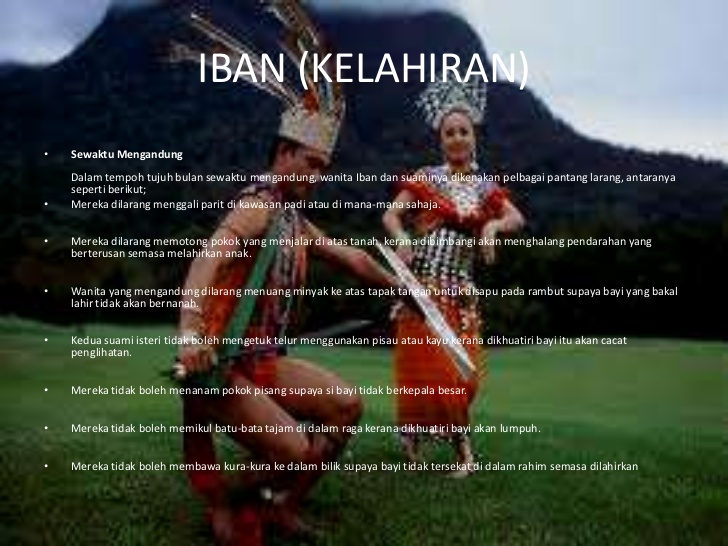 IBAN (KELAHIRAN)
• Sewaktu Mengandung
Dalam tempoh tujuh bulan sewaktu mengandung, wanita Iban dan suaminya dikenakan pelbagai pantang larang, antaranya
seperti berikut;
• Mereka dilarang menggali parit di kawasan padi atau di mana-mana sahaja.
• Mereka dilarang memotong pokok yang menjalar di atas tanah, kerana dibimbangi akan menghalang pendarahan yang
berterusan semasa melahirkan anak.
• Wanita yang mengandung dilarang menuang minyak ke atas tapak tangan untuk disapu pada rambut supaya bayi yang bakal
lahir tidak akan bernanah.
• Kedua suami isteri tidak boleh mengetuk telur menggunakan pisau atau kayu kerana dikhuatiri bayi itu akan cacat
penglihatan.
• Mereka tidak boleh menanam pokok pisang supaya si bayi tidak berkepala besar.
• Mereka tidak boleh memikul batu-bata tajam di dalam raga kerana dikhuatiri bayi akan lumpuh.
• Mereka tidak boleh membawa kura-kura ke dalam bilik supaya bayi tidak tersekat di dalam rahim semasa dilahirkan